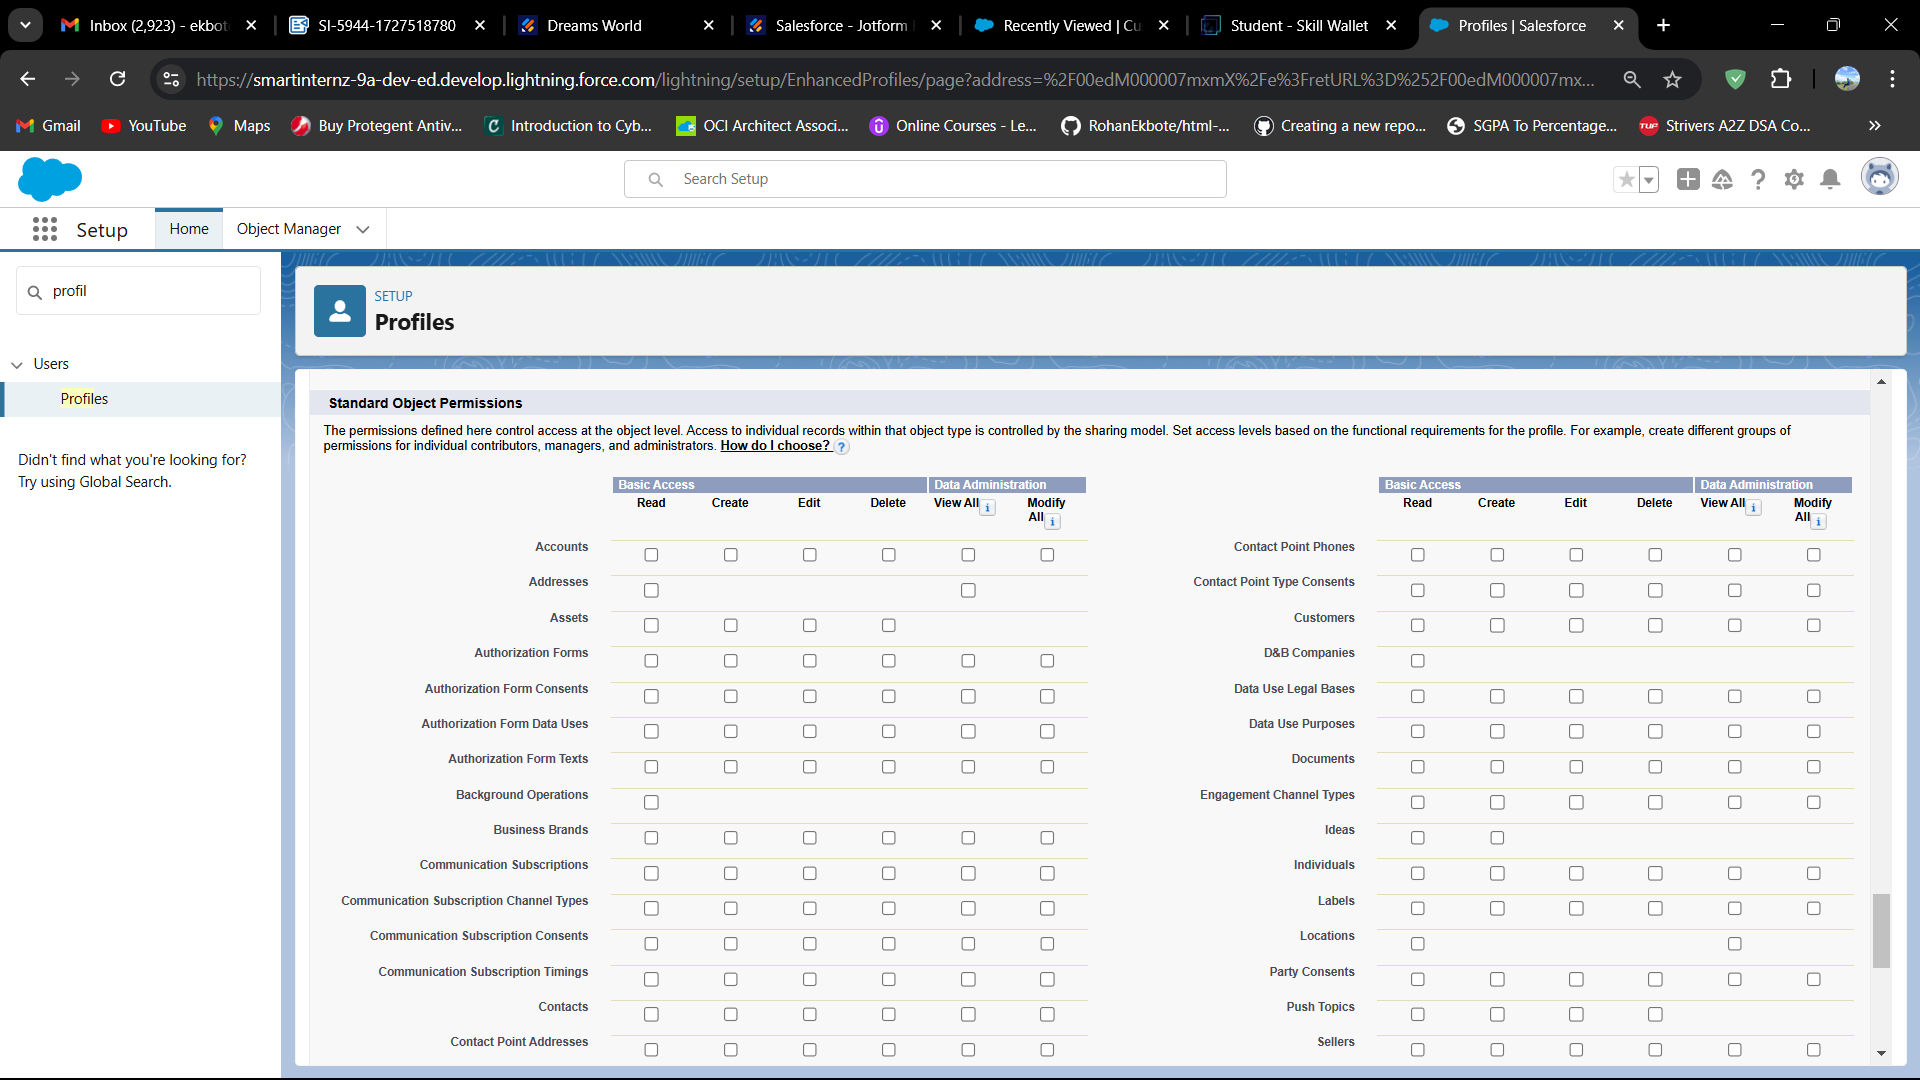 Inbox (2,923) - ekbot
SI-5944-1727518780
Dreams World
Salesforce - Jotform
Recently Viewed | Cu
Student - Skill Wallet
Profiles | Salesforce
https://smartinternz-9a-dev-ed.develop.lightning.force.com/lightning/setup/EnhancedProfiles/page?address=%2F00edM000007mxmX%2Fe%3FretURL%3D%252F00edM000007mx...
Gmail
YouTube
Maps
Buy Protegent Antiv...
Introduction to Cyb...
OCI Architect Associ...
Online Courses - Le...
RohanEkbote/html-...
Creating a new repo...
SGPA To Percentage...
TUF
Strivers A2Z DSA Co...
Search Setup
Setup
Home
Object Manager
profil
Users
Profiles
Didn't find what you're looking for?
Try using Global Search.
SETUP
Profiles
Standard Object Permissions
The permissions defined here control access at the object level. Access to individual records within that object type is controlled by the sharing model. Set access levels based on the functional requirements for the profile. For example, create different groups of
permissions for individual contributors, managers, and administrators. How do I choose? ?
Basic Access
Data Administration
Read Create Edit Delete View All i Modify
All i
Accounts
Addresses
Assets
Authorization Forms
Authorization Form Consents
Authorization Form Data Uses
Authorization Form Texts
Background Operations
Business Brands
Communication Subscriptions
Communication Subscription Channel Types
Communication Subscription Consents
Communication Subscription Timings
Contacts
Contact Point Addresses
Basic Access
Data Administration
Read Create Edit Delete View All i Modify
All i
Contact Point Phones
Contact Point Type Consents
Customers
D&B Companies
Data Use Legal Bases
Data Use Purposes
Documents
Engagement Channel Types
Ideas
Individuals
Labels
Locations
Party Consents
Push Topics
Sellers